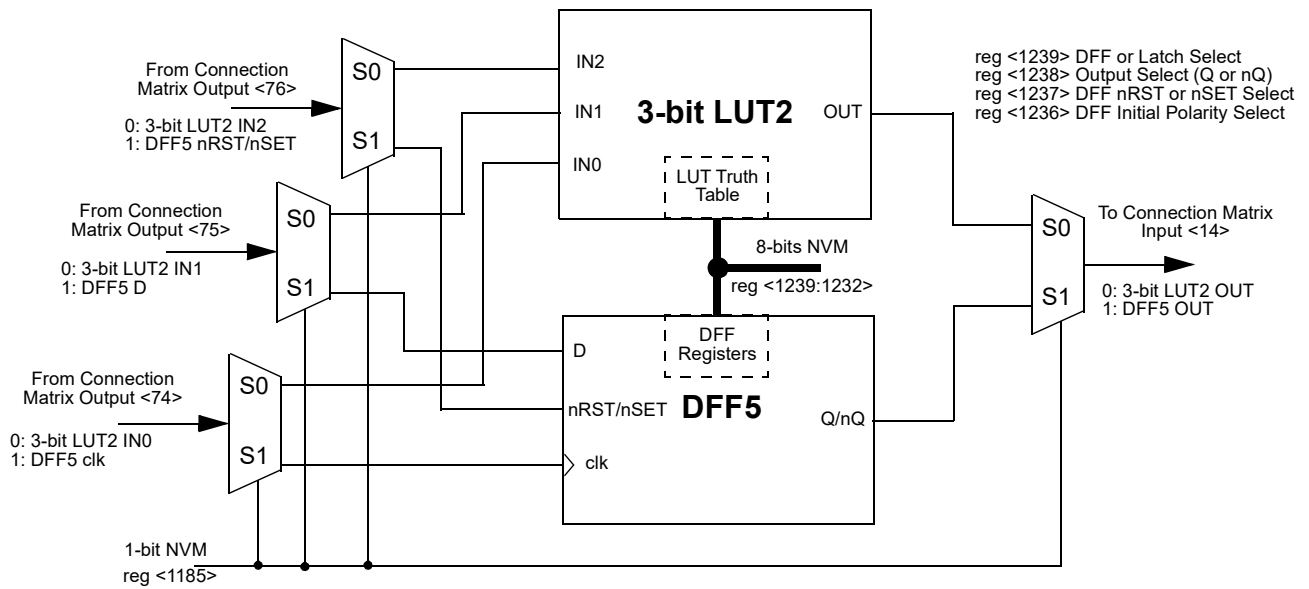 From Connection
Matrix Output <76>
0: 3-bit LUT2 IN2
1: DFF5 nRST/nSET
S0
S1
From Connection
Matrix Output <75>
0: 3-bit LUT2 IN1
1: DFF5 D
S0
S1
From Connection
Matrix Output <74>
0: 3-bit LUT2 IN0
1: DFF5 clk
S0
S1
1-bit NVM
reg <1185>
IN2
IN1
IN0
3-bit LUT2
OUT
LUT Truth
Table
8-bits NVM
reg <1239:1232>
DFF
Registers
D
nRST/nSET
clk
DFF5
Q/nQ
reg <1239> DFF or Latch Select
reg <1238> Output Select (Q or nQ)
reg <1237> DFF nRST or nSET Select
reg <1236> DFF Initial Polarity Select
S0
S1
To Connection Matrix
Input <14>
0: 3-bit LUT2 OUT
1: DFF5 OUT